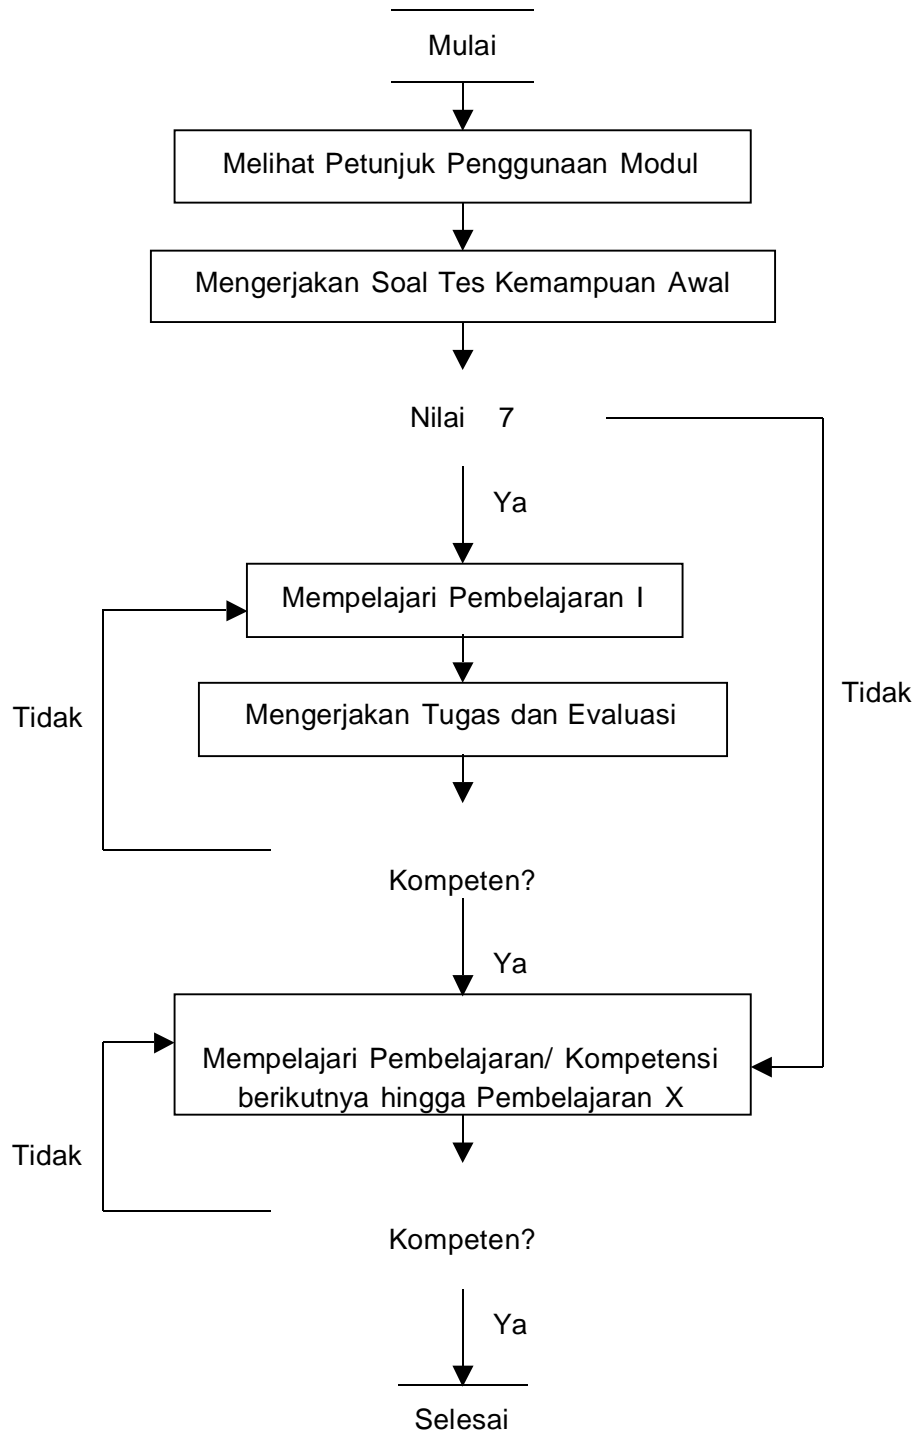 Mulai
Melihat Petunjuk Penggunaan Modul
Mengerjakan Soal Tes Kemampuan Awal
Nilai 7
Ya
Mempelajari Pembelajaran I
Tidak
Mengerjakan Tugas dan Evaluasi
Tidak
Kompeten?
Ya
Mempelajari Pembelajaran/ Kompetensi
berikutnya hingga Pembelajaran X
Tidak
Kompeten?
Ya
Selesai